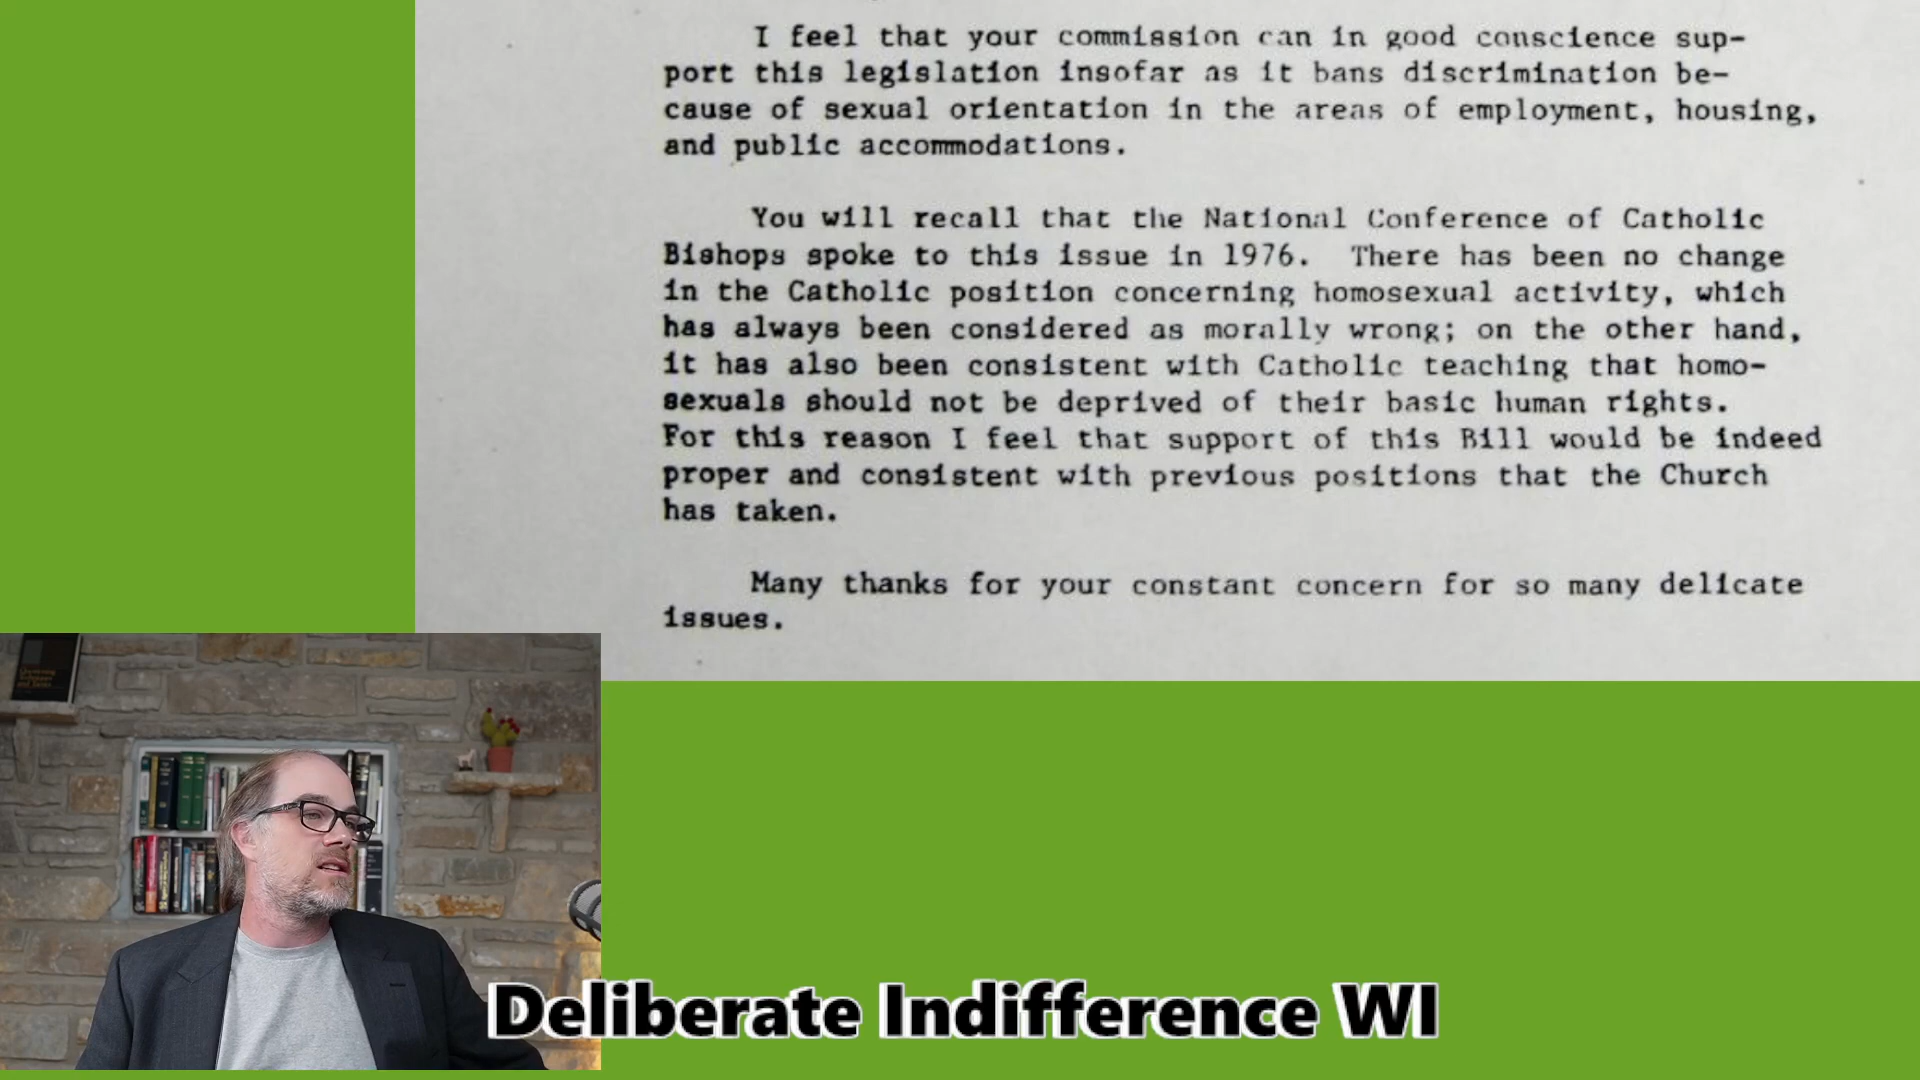 I feel that your commission can in good conscience sup-
port this legislation insofar as it bans discrimination be-
cause of sexual orientation in the areas of employment, housing,
and public accommodations.
You will recall that the National Conference of Catholic
Bishops spoke to this issue in 1976. There has been no change
in the Catholic position concerning homosexual activity, which
has always been considered as morally wrong; on the other hand,
it has also been consistent with Catholic teaching that homo-
sexuals should not be deprived of their basic human rights.
For this reason I feel that support of this Bill would be indeed
proper and consistent with previous positions that the Church
has taken.
Many thanks for your constant concern for so many delicate
issues.
Deliberate Indifference WI